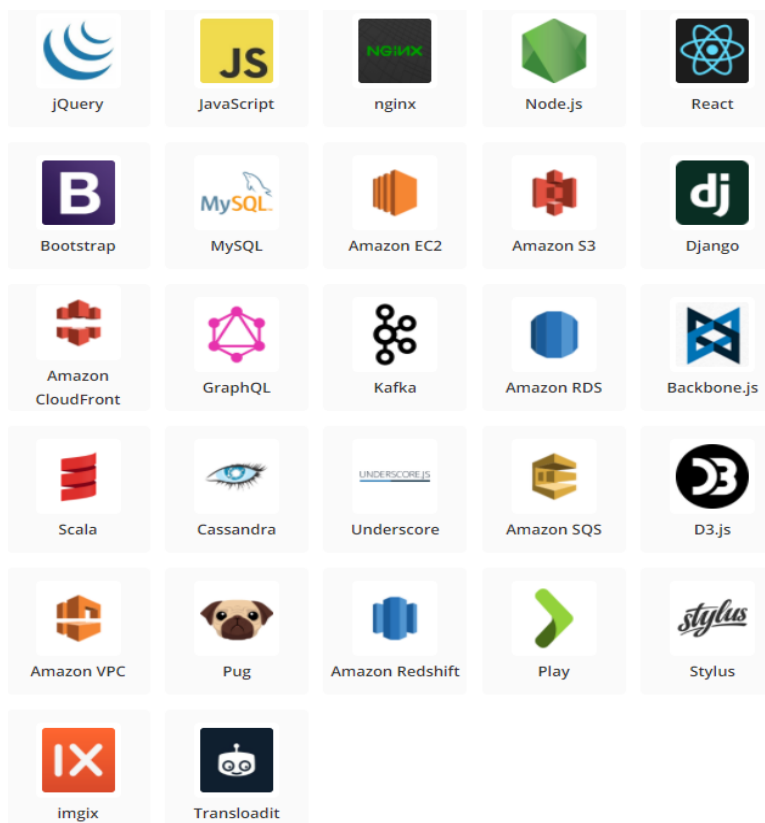 JS
NGiNX
jQuery
JavaScript
nginx
Node.js
React
B
MySQL
dj
Bootstrap
MySQL
Amazon EC2
Amazon S3
Django
Amazon
CloudFront
GraphQL
Kafka
Amazon RDS
Backbone.js
UNDERSCORE.JS
D3
Scala
Cassandra
Underscore
Amazon SQS
D3.js
stylus
Amazon VPC
Pug
Amazon Redshift
Play
Stylus
IX
imgix
Transloadit